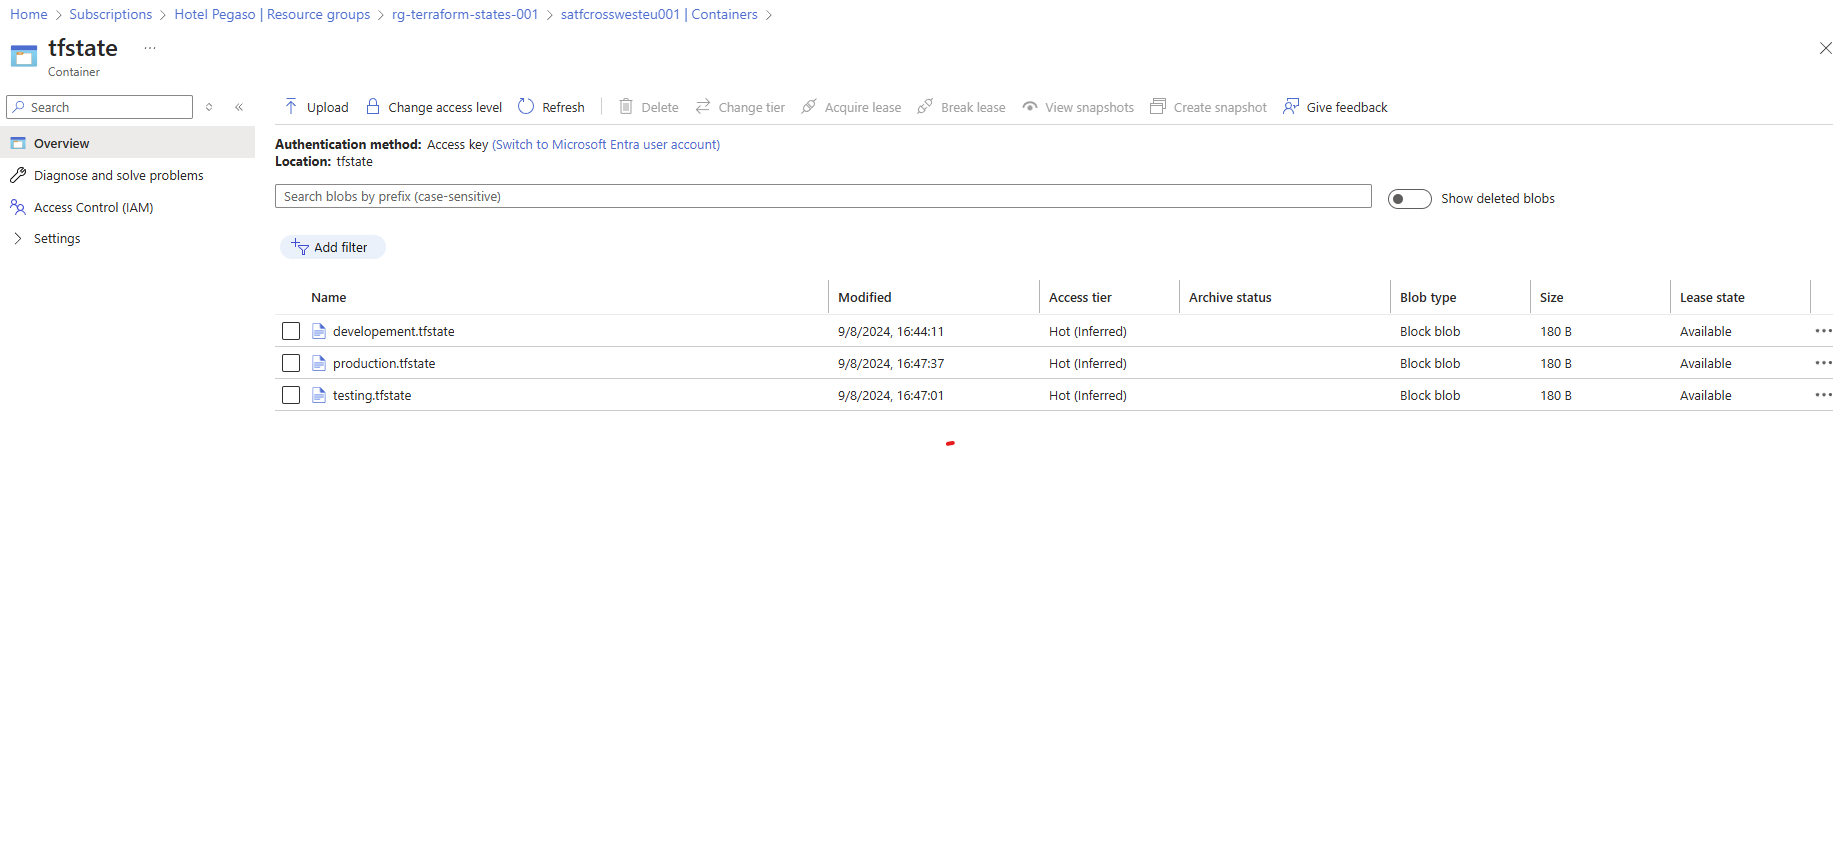 Home > Subscriptions > Hotel Pegaso | Resource groups > rg-terraform-states-001 > satfcrosswesteu001 | Containers >
tfstate ...
Container
Search
Upload Change access level Refresh Delete Change tier Acquire lease Break lease View snapshots Create snapshot Give feedback
Overview
Diagnose and solve problems
Access Control (IAM)
Settings
Authentication method: Access key (Switch to Microsoft Entra user account)
Location: tfstate
Search blobs by prefix (case-sensitive)
Show deleted blobs
Add filter
Name Modified Access tier Archive status Blob type Size Lease state
developement.tfstate 9/8/2024, 16:44:11 Hot (Inferred) Block blob 180 B Available ...
production.tfstate 9/8/2024, 16:47:37 Hot (Inferred) Block blob 180 B Available ...
testing.tfstate 9/8/2024, 16:47:01 Hot (Inferred) Block blob 180 B Available ...